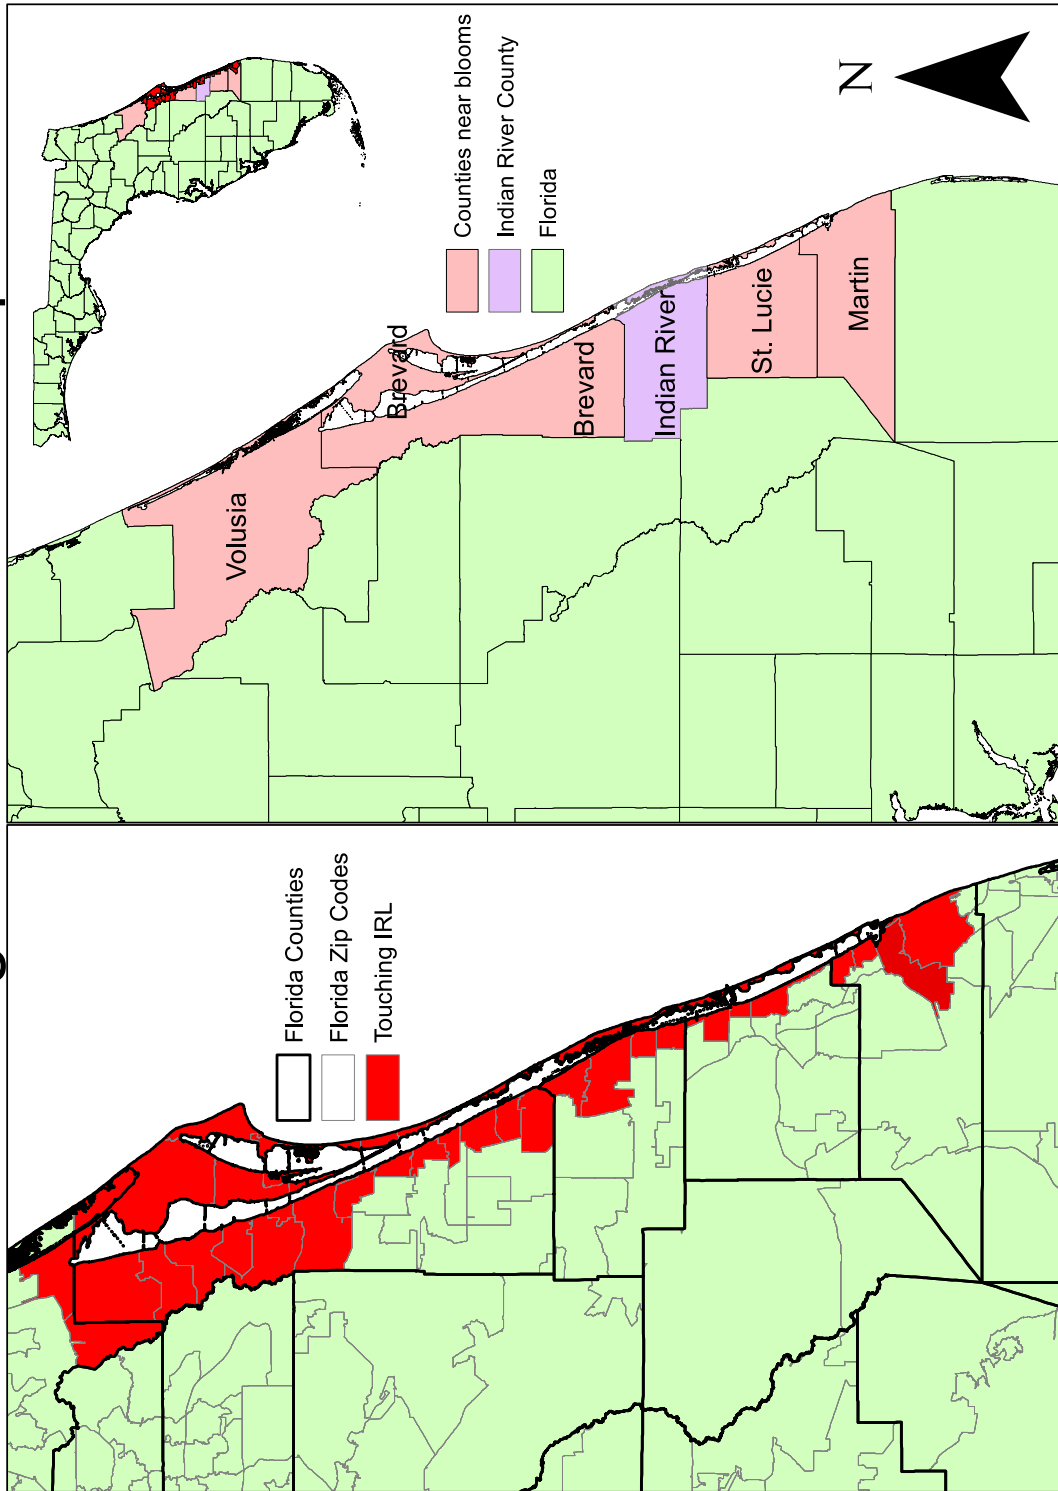 N
Counties near blooms
Indian River County
Florida
Volusia
Brevard
Brevard
Indian River
St. Lucie
Martin
Florida Counties
Florida Zip Codes
Touching IRL